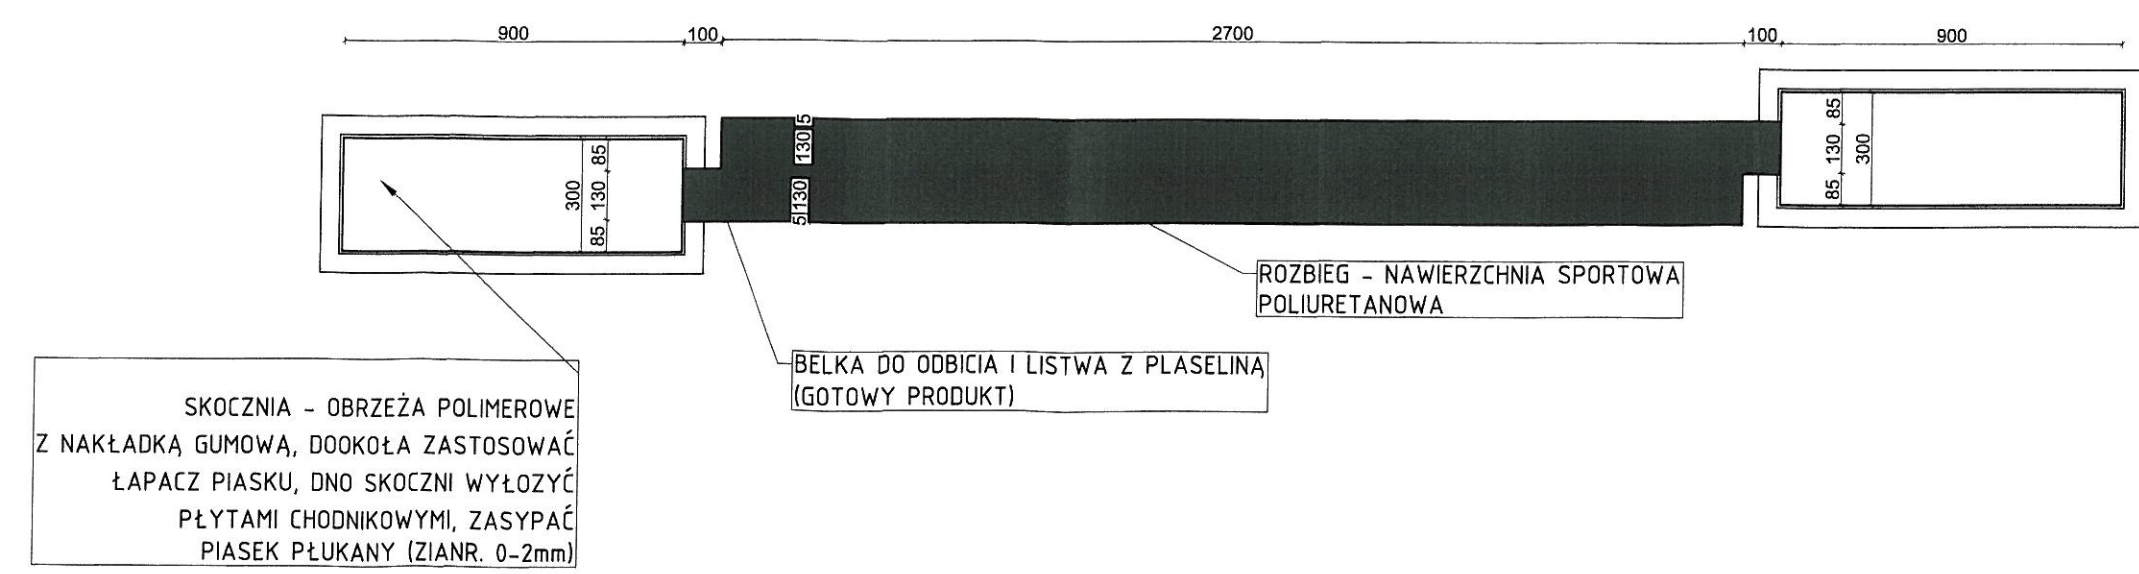 900
100
2700
100
900
5
130
130
5
85
130
85
300
85
130
85
300
ROZBIEG - NAWIERZCHNIA SPORTOWA
POLIURETANOWA
BELKA DO ODBICIA I LISTWA Z PLASELINĄ
(GOTOWY PRODUKT)
SKOCZNIA - OBRZEŻA POLIMEROWE
Z NAKŁADKĄ GUMOWĄ, DOOKOŁA ZASTOSOWAĆ
ŁAPACZ PIASKU, DNO SKOCZNI WYŁOZYĆ
PŁYTAMI CHODNIKOWYMI, ZASYPAĆ
PIASEK PŁUKANY (ZIANR. 0-2mm)